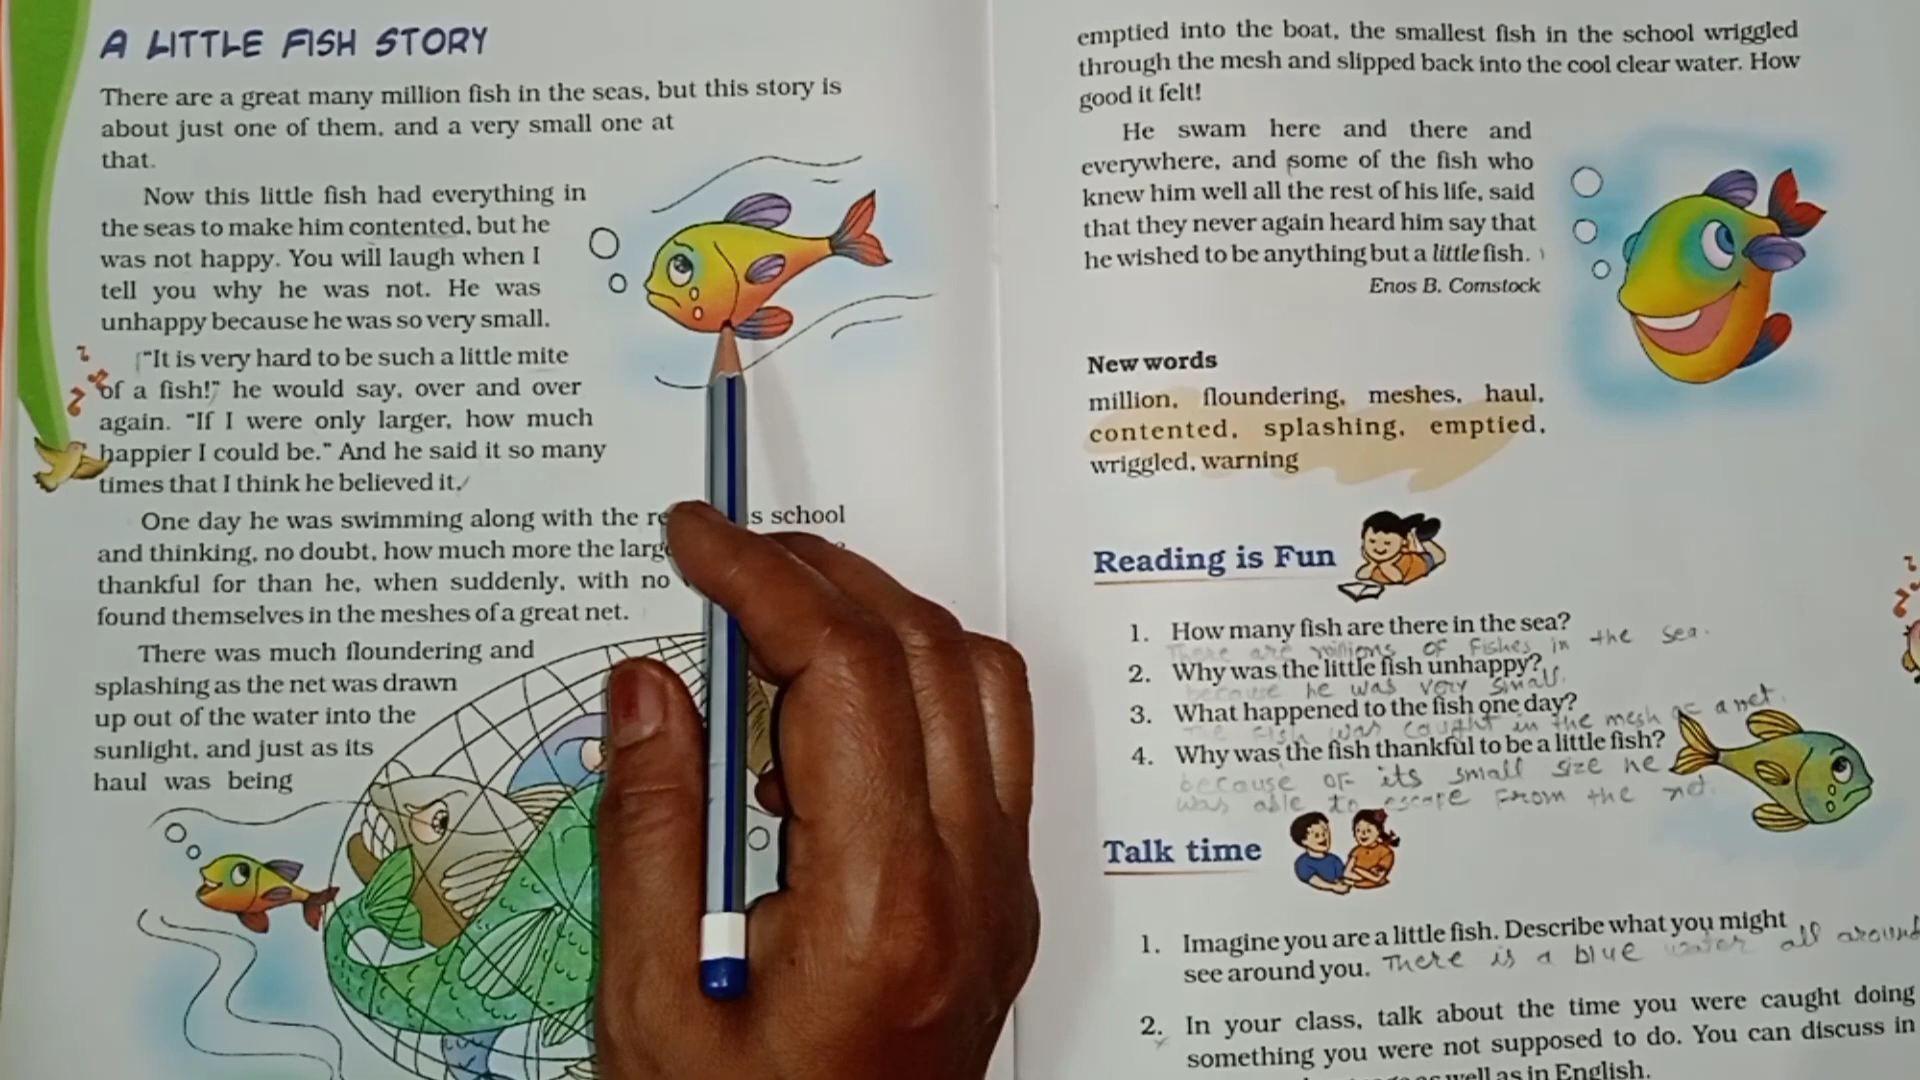 A LITTLE FISH STORY
There are a great many million fish in the seas, but this story is
about just one of them, and a very small one at
that.
Now this little fish had everything in
the seas to make him contented, but he
was not happy. You will laugh when I
tell you why he was not. He was
unhappy because he was so very small.
"It is very hard to be such a little mite
of a fish!" he would say, over and over
again. "If I were only larger, how much
happier I could be." And he said it so many
times that I think he believed it.
One day he was swimming along with the school
and thinking, no doubt, how much more the
thankful for than he, when suddenly, with no
found themselves in the meshes of a great net.
There was much floundering and
splashing as the net was drawn
up out of the water into the
sunlight, and just as its
haul was being
emptied into the boat, the smallest fish in the school wriggled
through the mesh and slipped back into the cool clear water. How
good it felt!
He swam here and there and
everywhere, and some of the fish who
knew him well all the rest of his life, said
that they never again heard him say that
he wished to be anything but a little fish.
Enos B. Comstock
New words
million, floundering, meshes, haul,
contented, splashing, emptied,
wriggled, warning
Reading is Fun
1. How many fish are there in the sea?
There are millions of fishes in the sea.
2. Why was the little fish unhappy?
because he was very small.
3. What happened to the fish one day?
The fish was caught in the mesh of a net.
4. Why was the fish thankful to be a little fish?
because of its small size he
was able to escape from the net.
Talk time
1. Imagine you are a little fish. Describe what you might
see around you. There is a blue water all around
2. In your class, talk about the time you were caught doing
something you were not supposed to do. You can discuss in
well as in English.